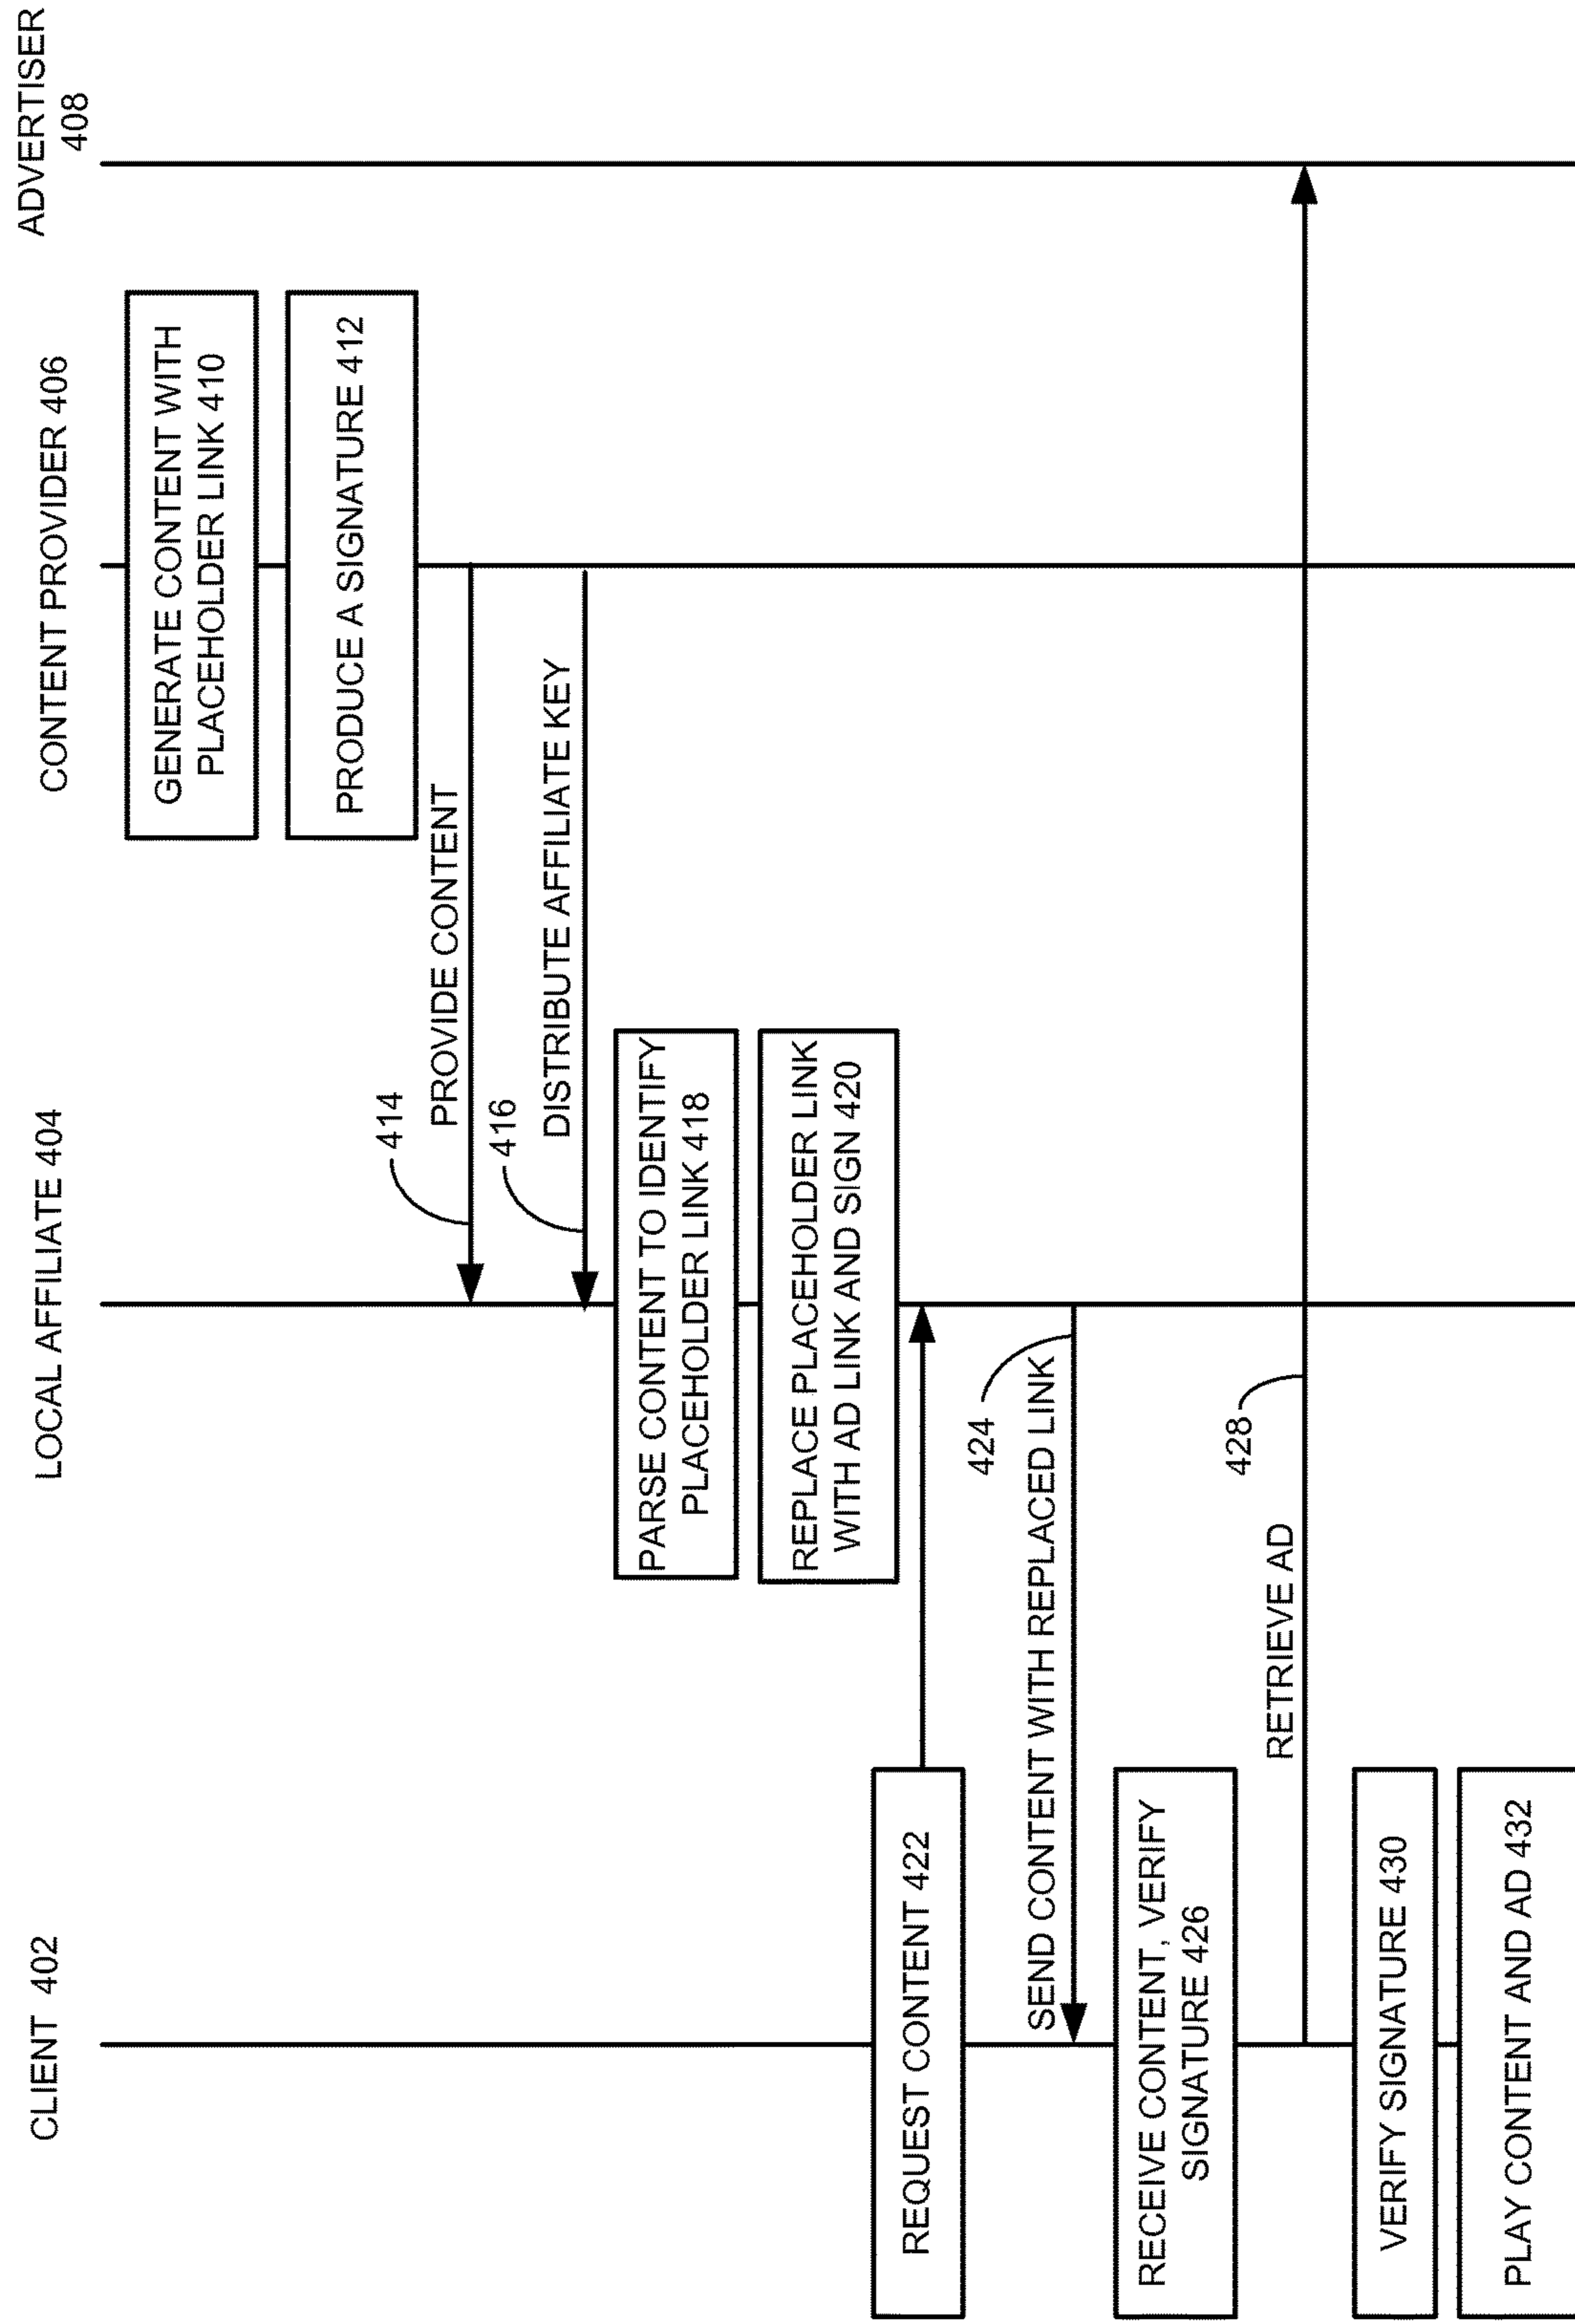 CLIENT 402
LOCAL AFFILIATE 404
CONTENT PROVIDER 406
ADVERTISER
408
GENERATE CONTENT WITH
PLACEHOLDER LINK 410
PRODUCE A SIGNATURE 412
414
PROVIDE CONTENT
416
DISTRIBUTE AFFILIATE KEY
PARSE CONTENT TO IDENTIFY
PLACEHOLDER LINK 418
REPLACE PLACEHOLDER LINK
WITH AD LINK AND SIGN 420
REQUEST CONTENT 422
424
SEND CONTENT WITH REPLACED LINK
RECEIVE CONTENT, VERIFY
SIGNATURE 426
428
RETRIEVE AD
VERIFY SIGNATURE 430
PLAY CONTENT AND AD 432